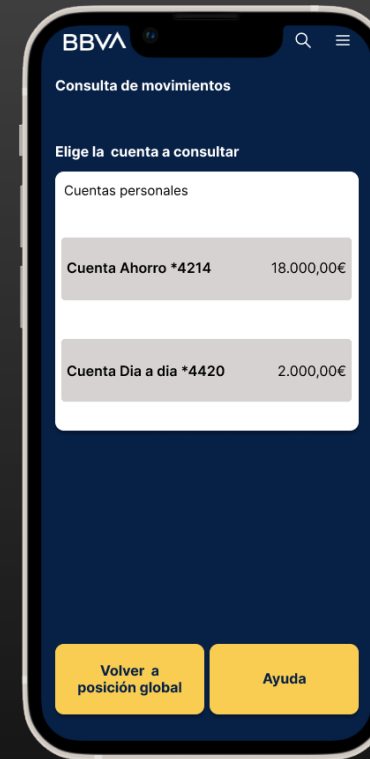 BBVA
Consulta de movimientos
Elige la cuenta a consultar
Cuentas personales
Cuenta Ahorro *4214 18.000,00€
Cuenta Dia a dia *4420 2.000,00€
Volver a
posición global
Ayuda